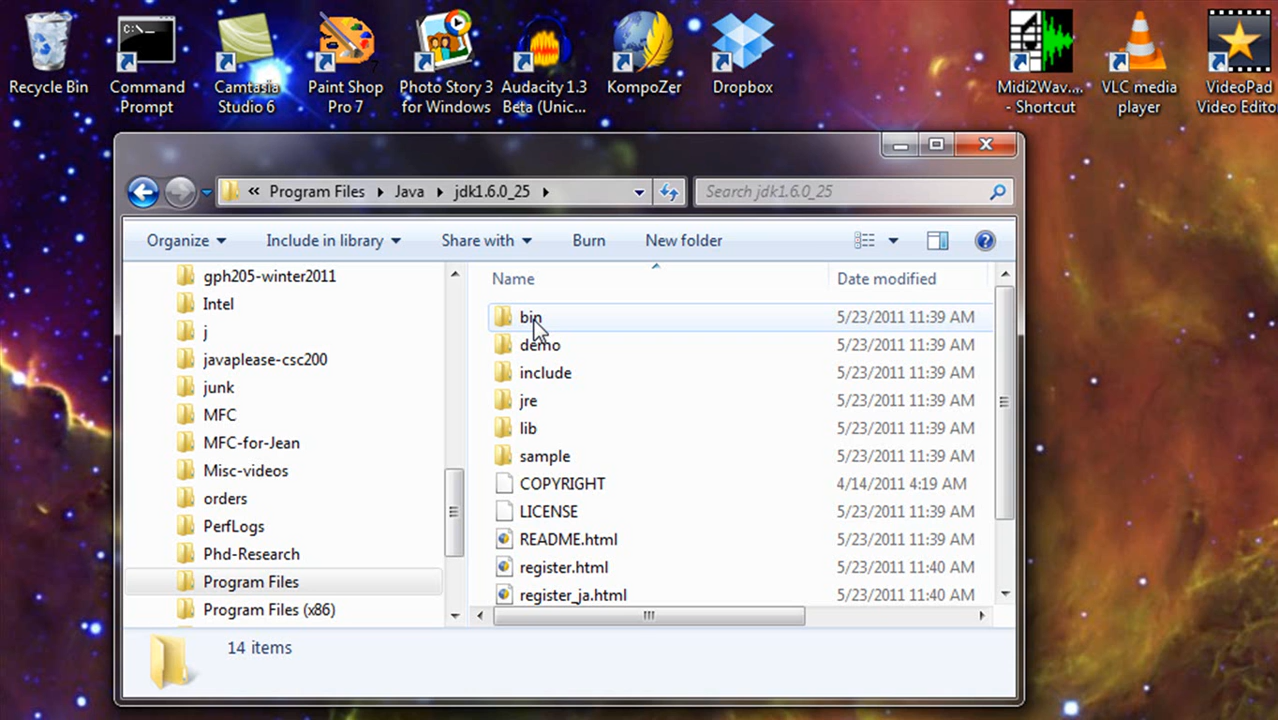 Recycle Bin
Command
Prompt
Camtasia
Studio 6
Paint Shop
Pro 7
Photo Story 3
for Windows
Audacity 1.3
Beta (Unic...
KompoZer
Dropbox
Midi2Wav....
- Shortcut
VLC media
player
VideoPad
Video Edito
C:\_
« Program Files Java jdk1.6.0_25
Search jdk1.6.0_25
Organize Include in library Share with Burn New folder
gph205-winter2011
Intel
j
javaplease-csc200
junk
MFC
MFC-for-Jean
Misc-videos
orders
PerfLogs
Phd-Research
Program Files
Program Files (x86)
Name Date modified
bin 5/23/2011 11:39 AM
demo 5/23/2011 11:39 AM
include 5/23/2011 11:39 AM
jre 5/23/2011 11:39 AM
lib 5/23/2011 11:39 AM
sample 5/23/2011 11:39 AM
COPYRIGHT 4/14/2011 4:19 AM
LICENSE 5/23/2011 11:39 AM
README.html 5/23/2011 11:39 AM
register.html 5/23/2011 11:40 AM
register_ja.html 5/23/2011 11:40 AM
14 items